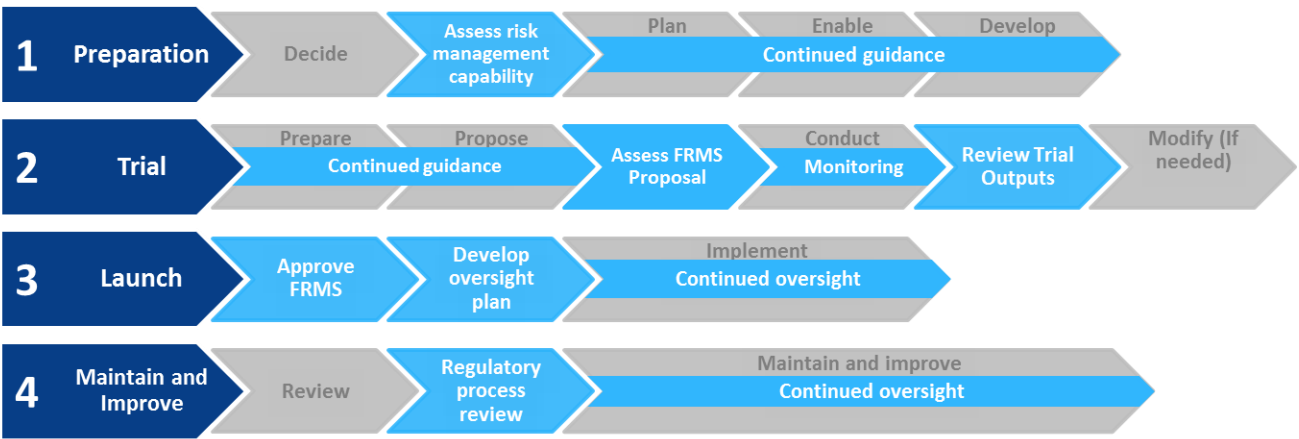 1 Preparation
Decide
Assess risk
management
capability
Plan
Enable
Develop
Continued guidance
2 Trial
Prepare
Propose
Continued guidance
Assess FRMS
Proposal
Conduct
Monitoring
Review Trial
Outputs
Modify (If
needed)
3 Launch
Approve
FRMS
Develop
oversight
plan
Implement
Continued oversight
4 Maintain and
Improve
Review
Regulatory
process
review
Maintain and improve
Continued oversight